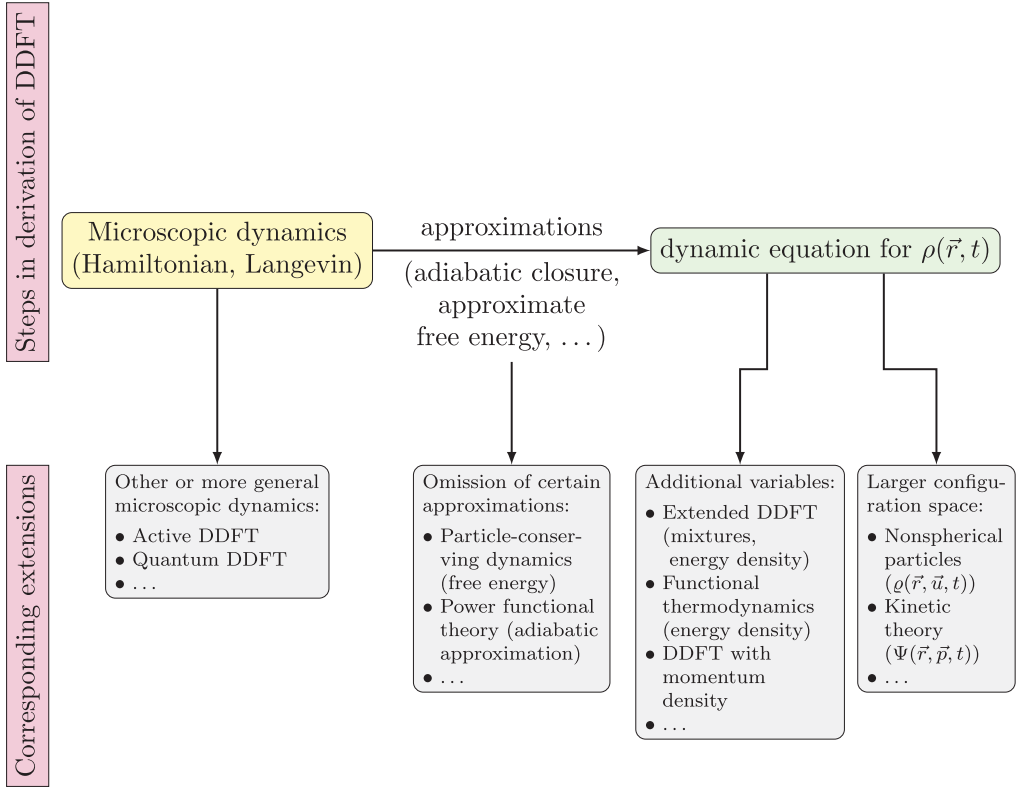 Steps in derivation of DDFT
Microscopic dynamics
(Hamiltonian, Langevin)
approximations
(adiabatic closure,
approximate
free energy, ...)
dynamic equation for ρ(r⃗, t)
Corresponding extensions
Other or more general
microscopic dynamics:
• Active DDFT
• Quantum DDFT
• ...
Omission of certain
approximations:
• Particle-conser-
ving dynamics
(free energy)
• Power functional
theory (adiabatic
approximation)
• ...
Additional variables:
• Extended DDFT
(mixtures,
energy density)
• Functional
thermodynamics
(energy density)
• DDFT with
momentum
density
• ...
Larger configu-
ration space:
• Nonspherical
particles
(ϱ(r⃗, u⃗, t))
• Kinetic
theory
(Ψ(r⃗, p⃗, t))
• ...